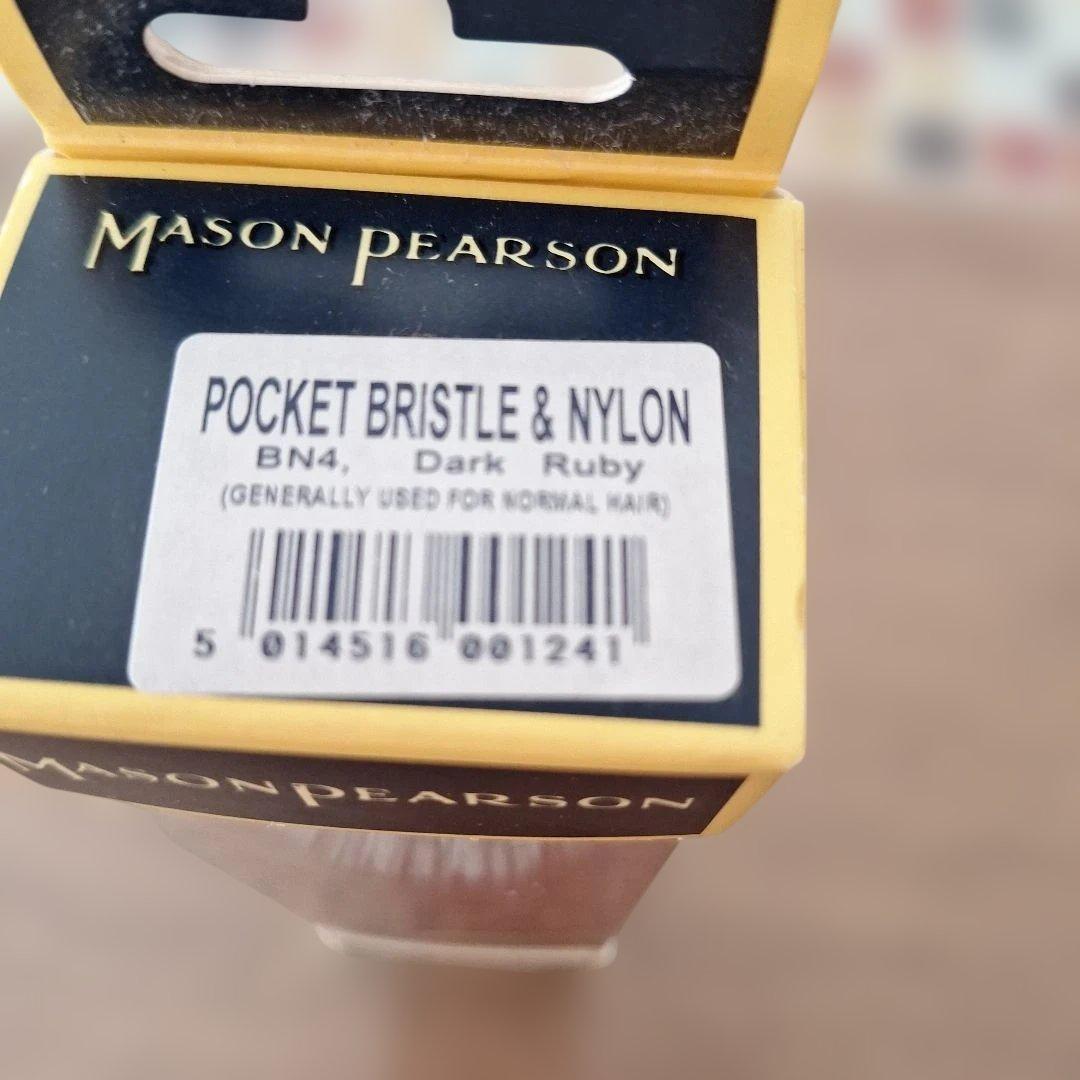 MASON PEARSON
POCKET BRISTLE & NYLON
BN4, Dark Ruby
(GENERALLY USED FOR NORMAL HAIR)
5 014516 001241
MASON PEARSON